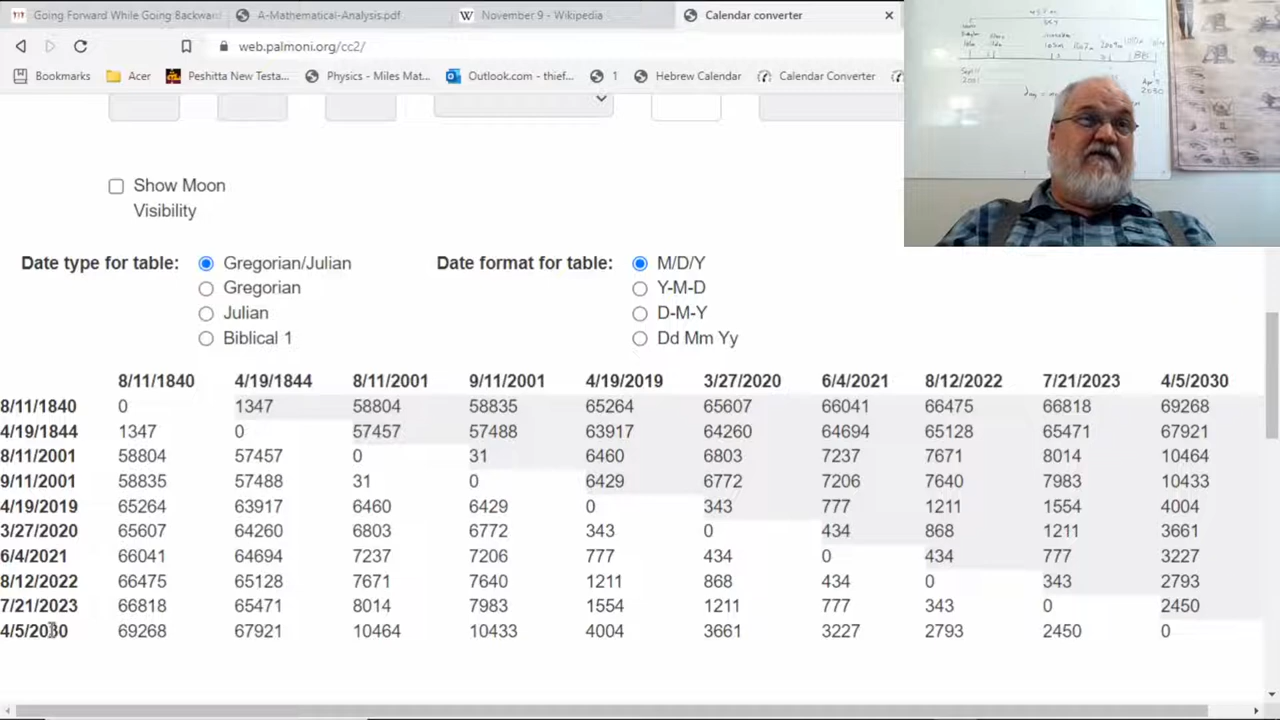 Going Forward While Going Backward
A-Mathematical-Analysis.pdf
November 9 - Wikipedia
Calendar converter
web.palmoni.org/cc2/
Bookmarks Acer Peshitta New Testa... Physics - Miles Mat... Outlook.com - thief... 1 Hebrew Calendar Calendar Converter
Show Moon
Visibility
Date type for table: Gregorian/Julian Date format for table: M/D/Y
Gregorian Y-M-D
Julian D-M-Y
Biblical 1 Dd Mm Yy
8/11/1840 4/19/1844 8/11/2001 9/11/2001 4/19/2019 3/27/2020 6/4/2021 8/12/2022 7/21/2023 4/5/2030
8/11/1840 0 1347 58804 58835 65264 65607 66041 66475 66818 69268
4/19/1844 1347 0 57457 57488 63917 64260 64694 65128 65471 67921
8/11/2001 58804 57457 0 31 6460 6803 7237 7671 8014 10464
9/11/2001 58835 57488 31 0 6429 6772 7206 7640 7983 10433
4/19/2019 65264 63917 6460 6429 0 343 777 1211 1554 4004
3/27/2020 65607 64260 6803 6772 343 0 434 868 1211 3661
6/4/2021 66041 64694 7237 7206 777 434 0 434 777 3227
8/12/2022 66475 65128 7671 7640 1211 868 434 0 343 2793
7/21/2023 66818 65471 8014 7983 1554 1211 777 343 0 2450
4/5/2030 69268 67921 10464 10433 4004 3661 3227 2793 2450 0